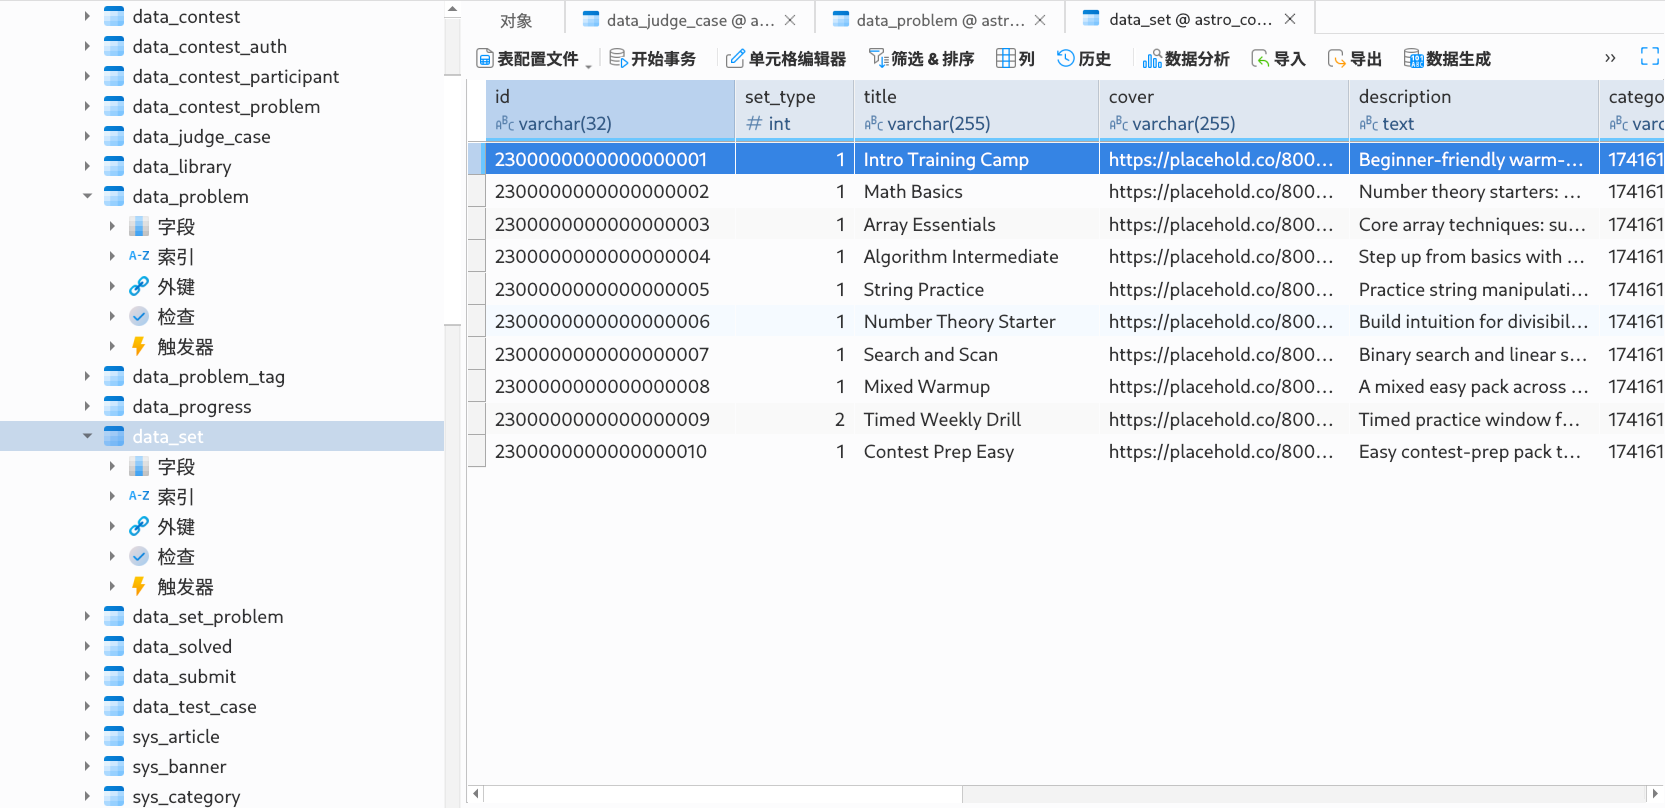 data_contest
data_contest_auth
data_contest_participant
data_contest_problem
data_judge_case
data_library
data_problem
字段
A-Z 索引
外键
检查
触发器
data_problem_tag
data_progress
data_set
字段
A-Z 索引
外键
检查
触发器
data_set_problem
data_solved
data_submit
data_test_case
sys_article
sys_banner
sys_category
对象 data_judge_case @ a... data_problem @ astr... data_set @ astro_co...
表配置文件 开始事务 单元格编辑器 筛选 & 排序 列 历史 数据分析 导入 导出 数据生成 »
id set_type title cover description catego
ABc varchar(32) # int ABc varchar(255) ABc varchar(255) ABc text ABc varc
2300000000000000001 1 Intro Training Camp https://placehold.co/800... Beginner-friendly warm-... 174161
2300000000000000002 1 Math Basics https://placehold.co/800... Number theory starters: ... 174161
2300000000000000003 1 Array Essentials https://placehold.co/800... Core array techniques: su... 174161
2300000000000000004 1 Algorithm Intermediate https://placehold.co/800... Step up from basics with ... 174161
2300000000000000005 1 String Practice https://placehold.co/800... Practice string manipulati... 174161
2300000000000000006 1 Number Theory Starter https://placehold.co/800... Build intuition for divisibil... 174161
2300000000000000007 1 Search and Scan https://placehold.co/800... Binary search and linear s... 174161
2300000000000000008 1 Mixed Warmup https://placehold.co/800... A mixed easy pack across ... 174161
2300000000000000009 2 Timed Weekly Drill https://placehold.co/800... Timed practice window f... 174161
2300000000000000010 1 Contest Prep Easy https://placehold.co/800... Easy contest-prep pack t... 174161